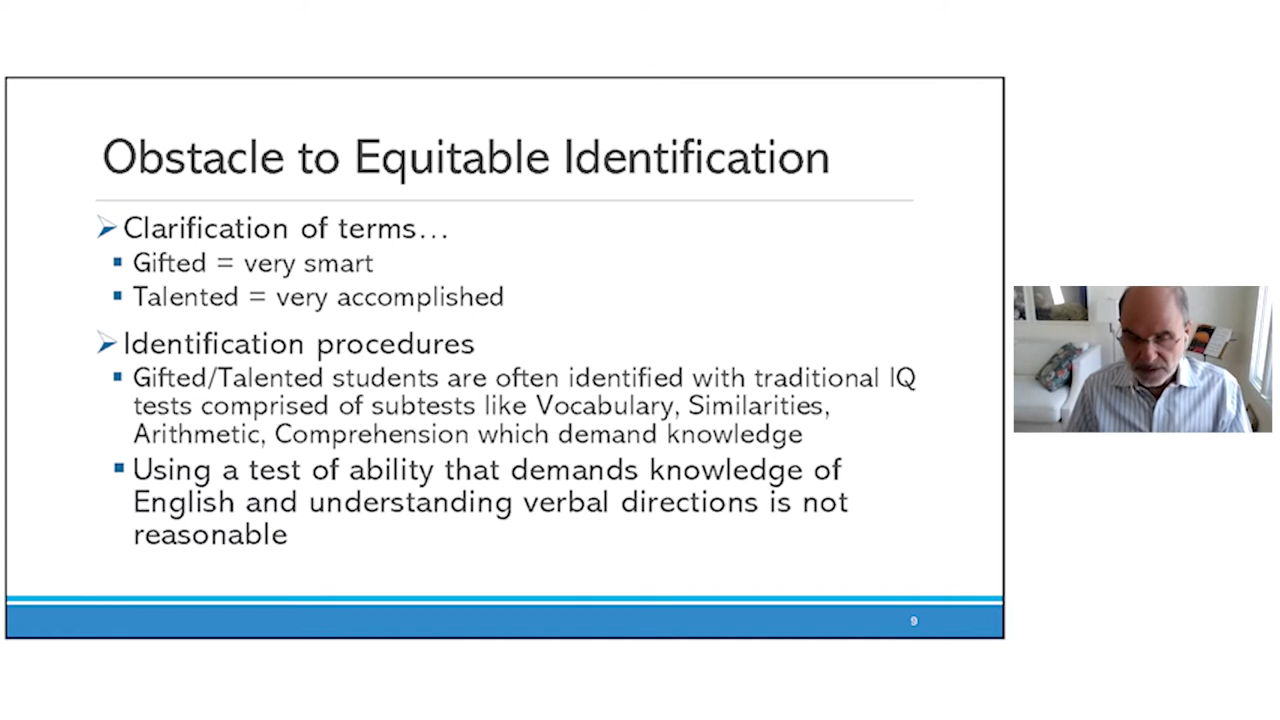 Obstacle to Equitable Identification
Clarification of terms...
Gifted = very smart
Talented = very accomplished
Identification procedures
Gifted/Talented students are often identified with traditional IQ
tests comprised of subtests like Vocabulary, Similarities,
Arithmetic, Comprehension which demand knowledge
Using a test of ability that demands knowledge of
English and understanding verbal directions is not
reasonable
9